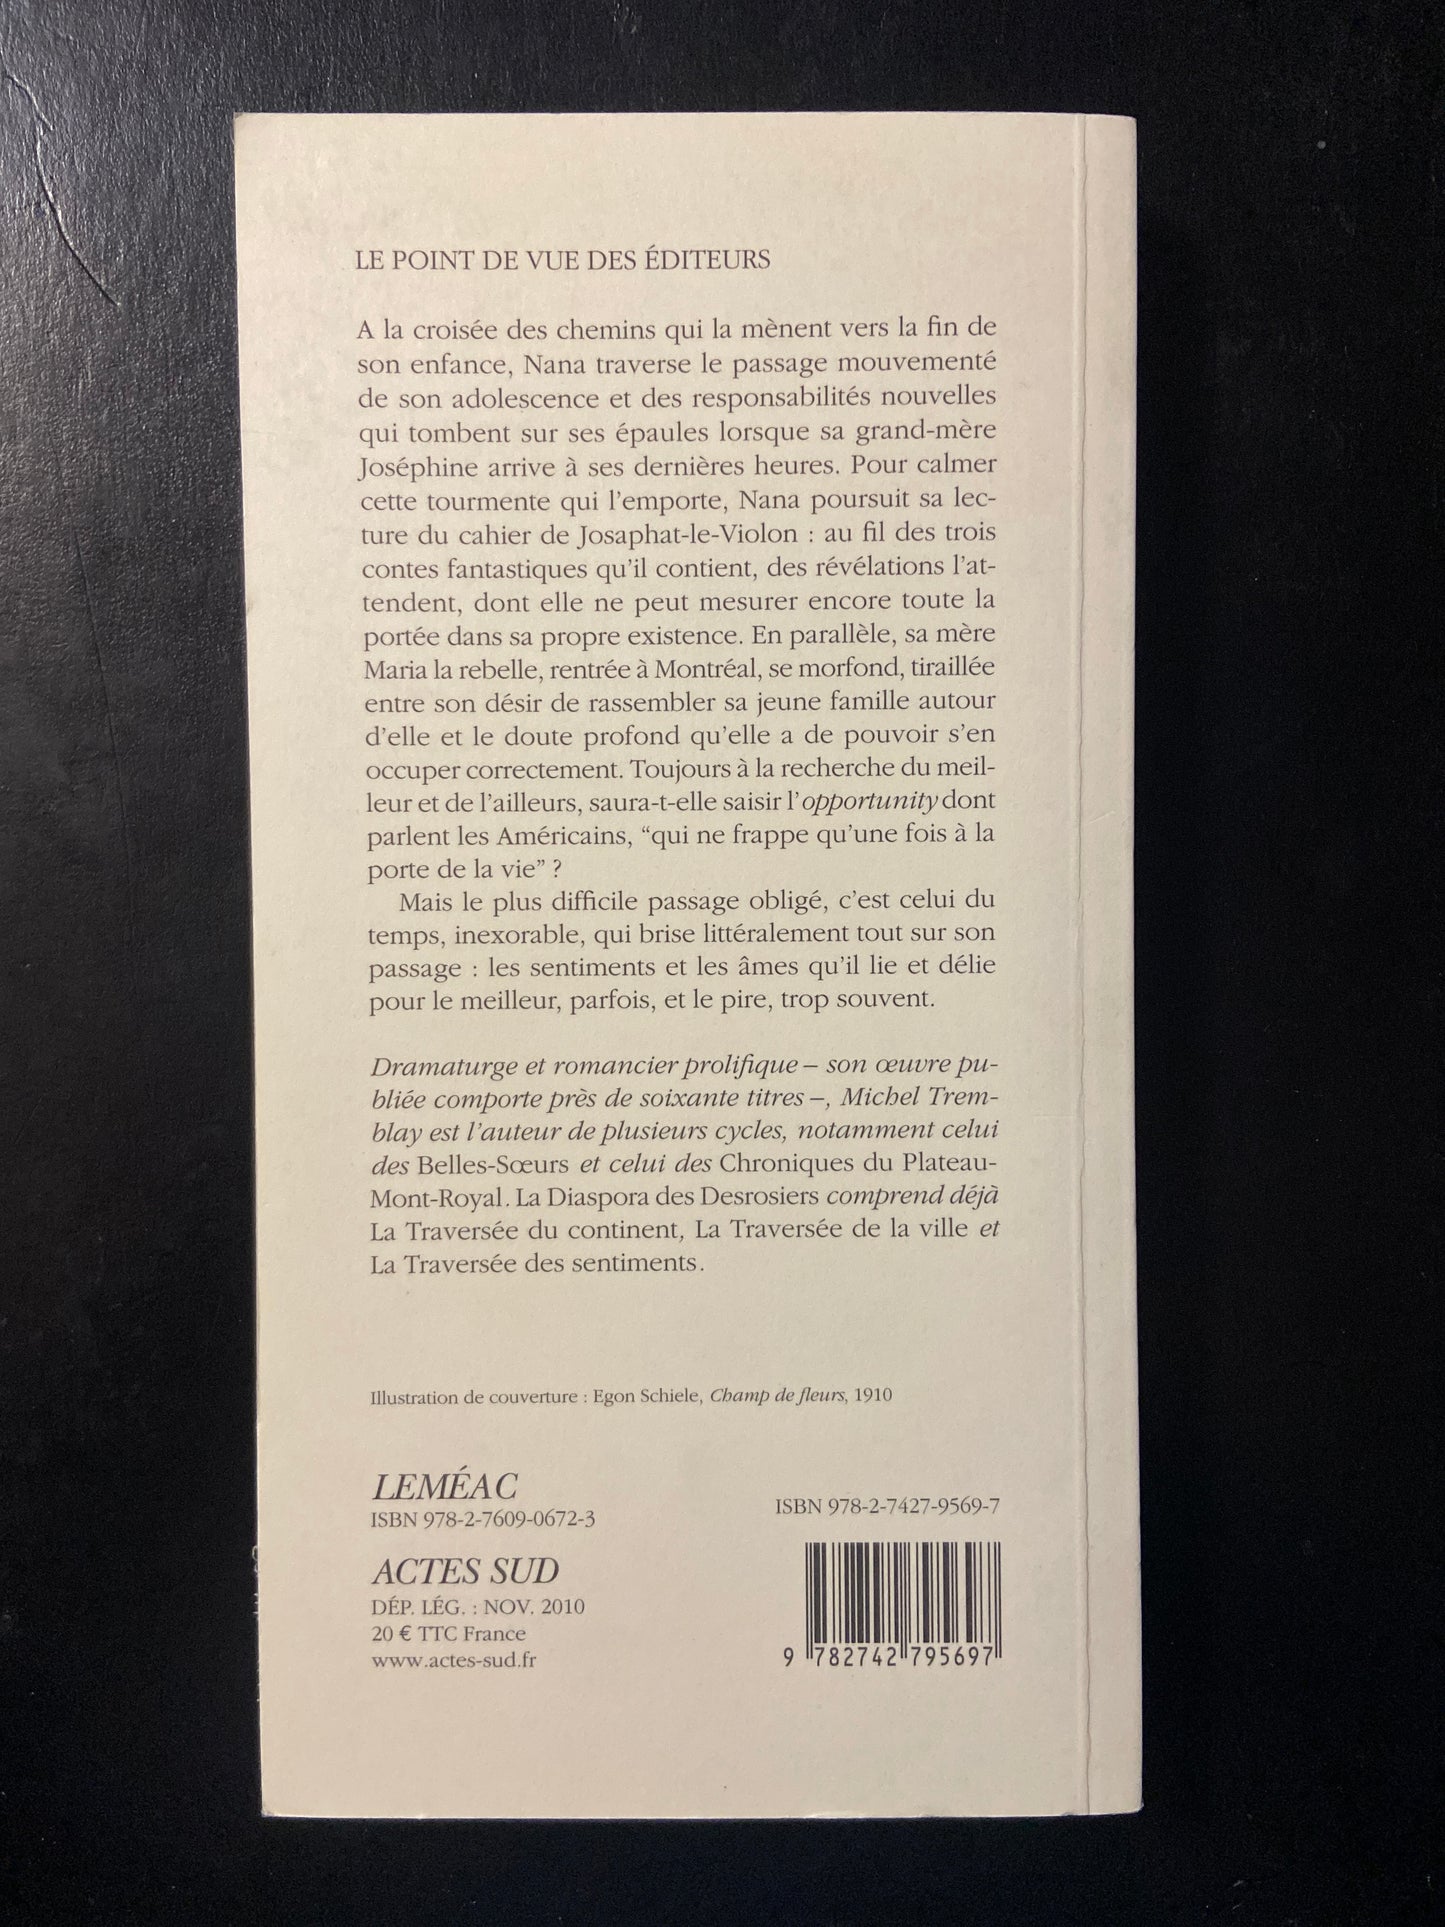 LE POINT DE VUE DES ÉDITEURS
A la croisée des chemins qui la mènent vers la fin de
son enfance, Nana traverse le passage mouvementé
de son adolescence et des responsabilités nouvelles
qui tombent sur ses épaules lorsque sa grand-mère
Joséphine arrive à ses dernières heures. Pour calmer
cette tourmente qui l'emporte, Nana poursuit sa lec-
ture du cahier de Josaphat-le-Violon : au fil des trois
contes fantastiques qu'il contient, des révélations l'at-
tendent, dont elle ne peut mesurer encore toute la
portée dans sa propre existence. En parallèle, sa mère
Maria la rebelle, rentrée à Montréal, se morfond, tiraillée
entre son désir de rassembler sa jeune famille autour
d'elle et le doute profond qu'elle a de pouvoir s'en
occuper correctement. Toujours à la recherche du meil-
leur et de l'ailleurs, saura-t-elle saisir l'opportunity dont
parlent les Américains, “qui ne frappe qu'une fois à la
porte de la vie” ?
Mais le plus difficile passage obligé, c'est celui du
temps, inexorable, qui brise littéralement tout sur son
passage : les sentiments et les âmes qu'il lie et délie
pour le meilleur, parfois, et le pire, trop souvent.
Dramaturge et romancier prolifique – son œuvre pu-
bliée comporte près de soixante titres –, Michel Trem-
blay est l'auteur de plusieurs cycles, notamment celui
des Belles-Sœurs et celui des Chroniques du Plateau-
Mont-Royal. La Diaspora des Desrosiers comprend déjà
La Traversée du continent, La Traversée de la ville et
La Traversée des sentiments.
Illustration de couverture : Egon Schiele, Champ de fleurs, 1910
LEMÉAC
ISBN 978-2-7609-0672-3
ACTES SUD
DÉP. LÉG. : NOV. 2010
20 € TTC France
www.actes-sud.fr
ISBN 978-2-7427-9569-7
9 782742 795697